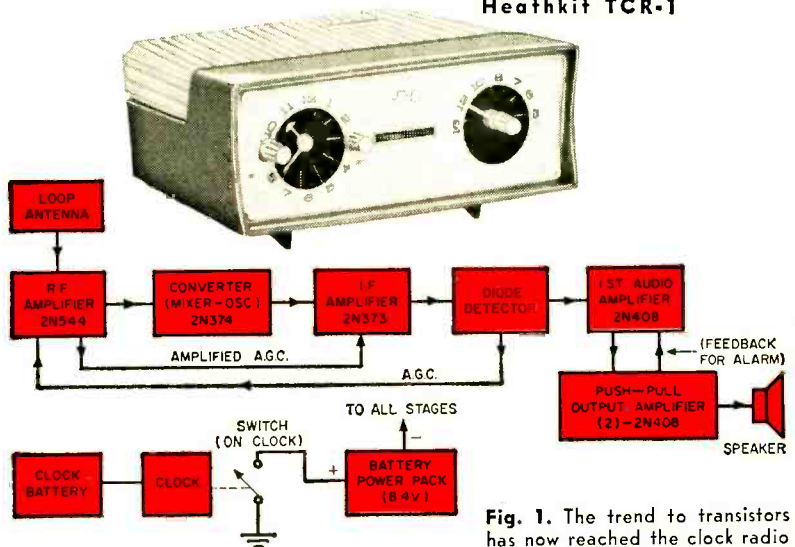 Heathkit TCR-1
LOOP
ANTENNA
R F
AMPLIFIER
2N544
CONVERTER
(MIXER-OSC)
2N374
I.F
AMPLIFIER
2N373
DIODE
DETECTOR
1 ST. AUDIO
AMPLIFIER
2N408
AMPLIFIED A.G.C.
A.G.C.
(FEEDBACK
FOR ALARM)
PUSH-PULL
OUTPUT AMPLIFIER
(2)-2N408
SPEAKER
TO ALL STAGES
SWITCH
(ON CLOCK)
CLOCK
BATTERY
CLOCK
+
−
BATTERY
POWER PACK
(8.4V)
Fig. 1. The trend to transistors
has now reached the clock radio